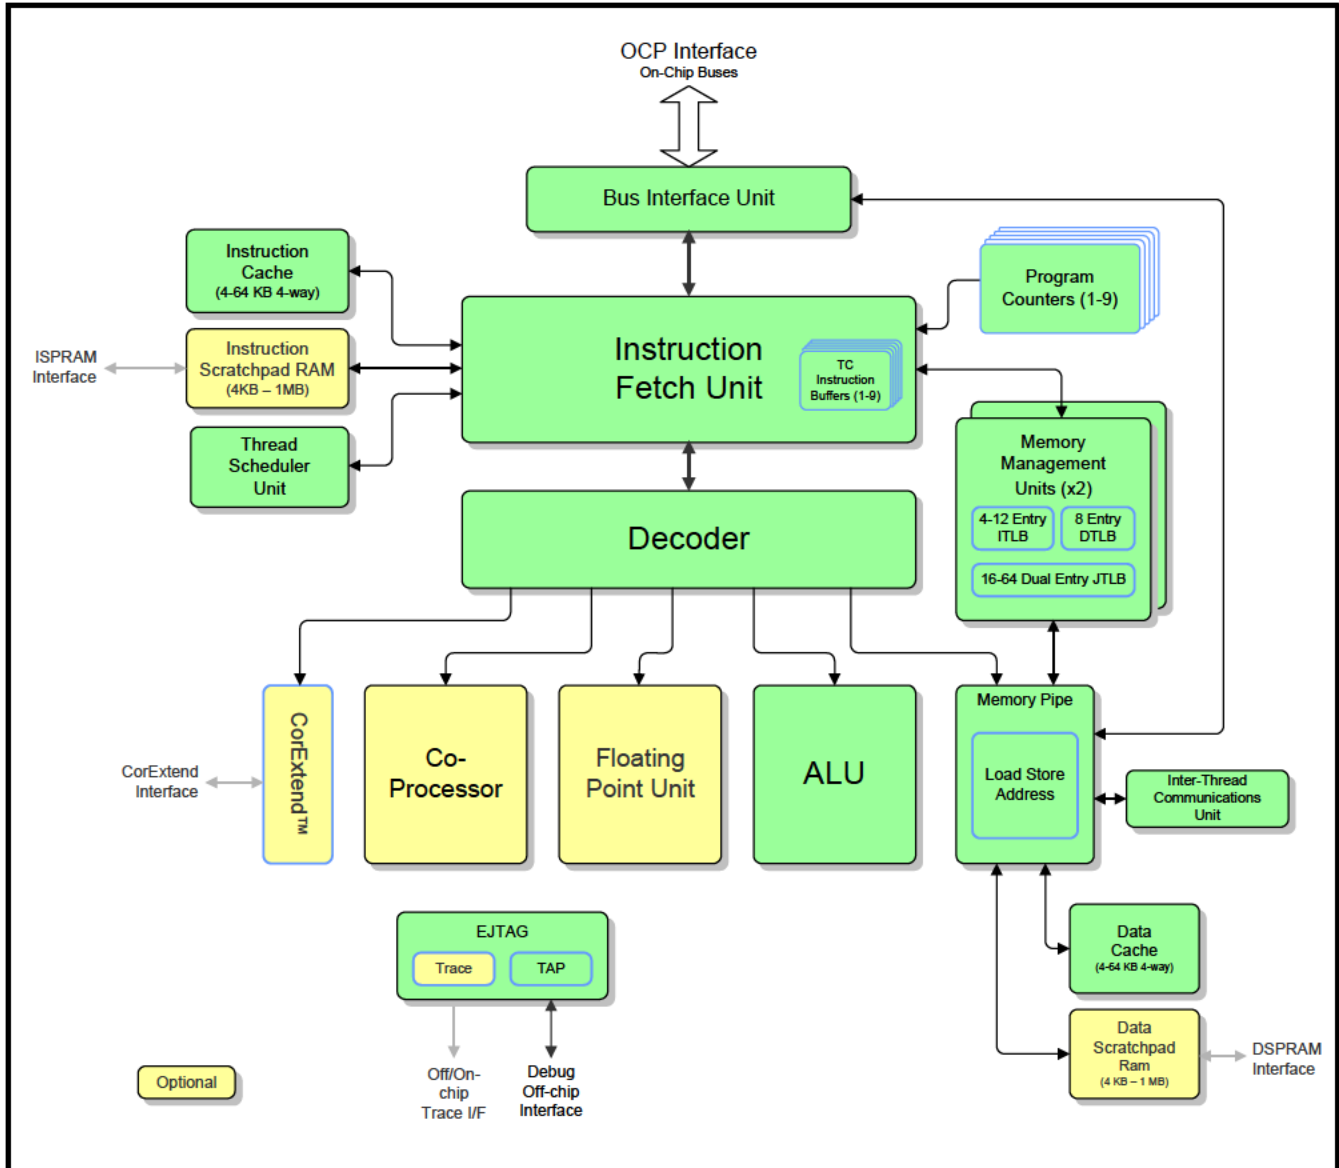 OCP Interface
On-Chip Buses
Bus Interface Unit
Instruction
Cache
(4-64 KB 4-way)
Program
Counters (1-9)
ISPRAM
Interface
Instruction
Scratchpad RAM
(4KB – 1MB)
Instruction
Fetch Unit
TC
Instruction
Buffers (1-9)
Thread
Scheduler
Unit
Memory
Management
Units (x2)
4-12 Entry
ITLB
8 Entry
DTLB
16-64 Dual Entry JTLB
Decoder
CorExtend
Interface
CorExtend™
Co-
Processor
Floating
Point Unit
ALU
Memory Pipe
Load Store
Address
Inter-Thread
Communications
Unit
EJTAG
Trace
TAP
Data
Cache
(4-64 KB 4-way)
Optional
Off/On-
chip
Trace I/F
Debug
Off-chip
Interface
Data
Scratchpad
Ram
(4 KB – 1 MB)
DSPRAM
Interface